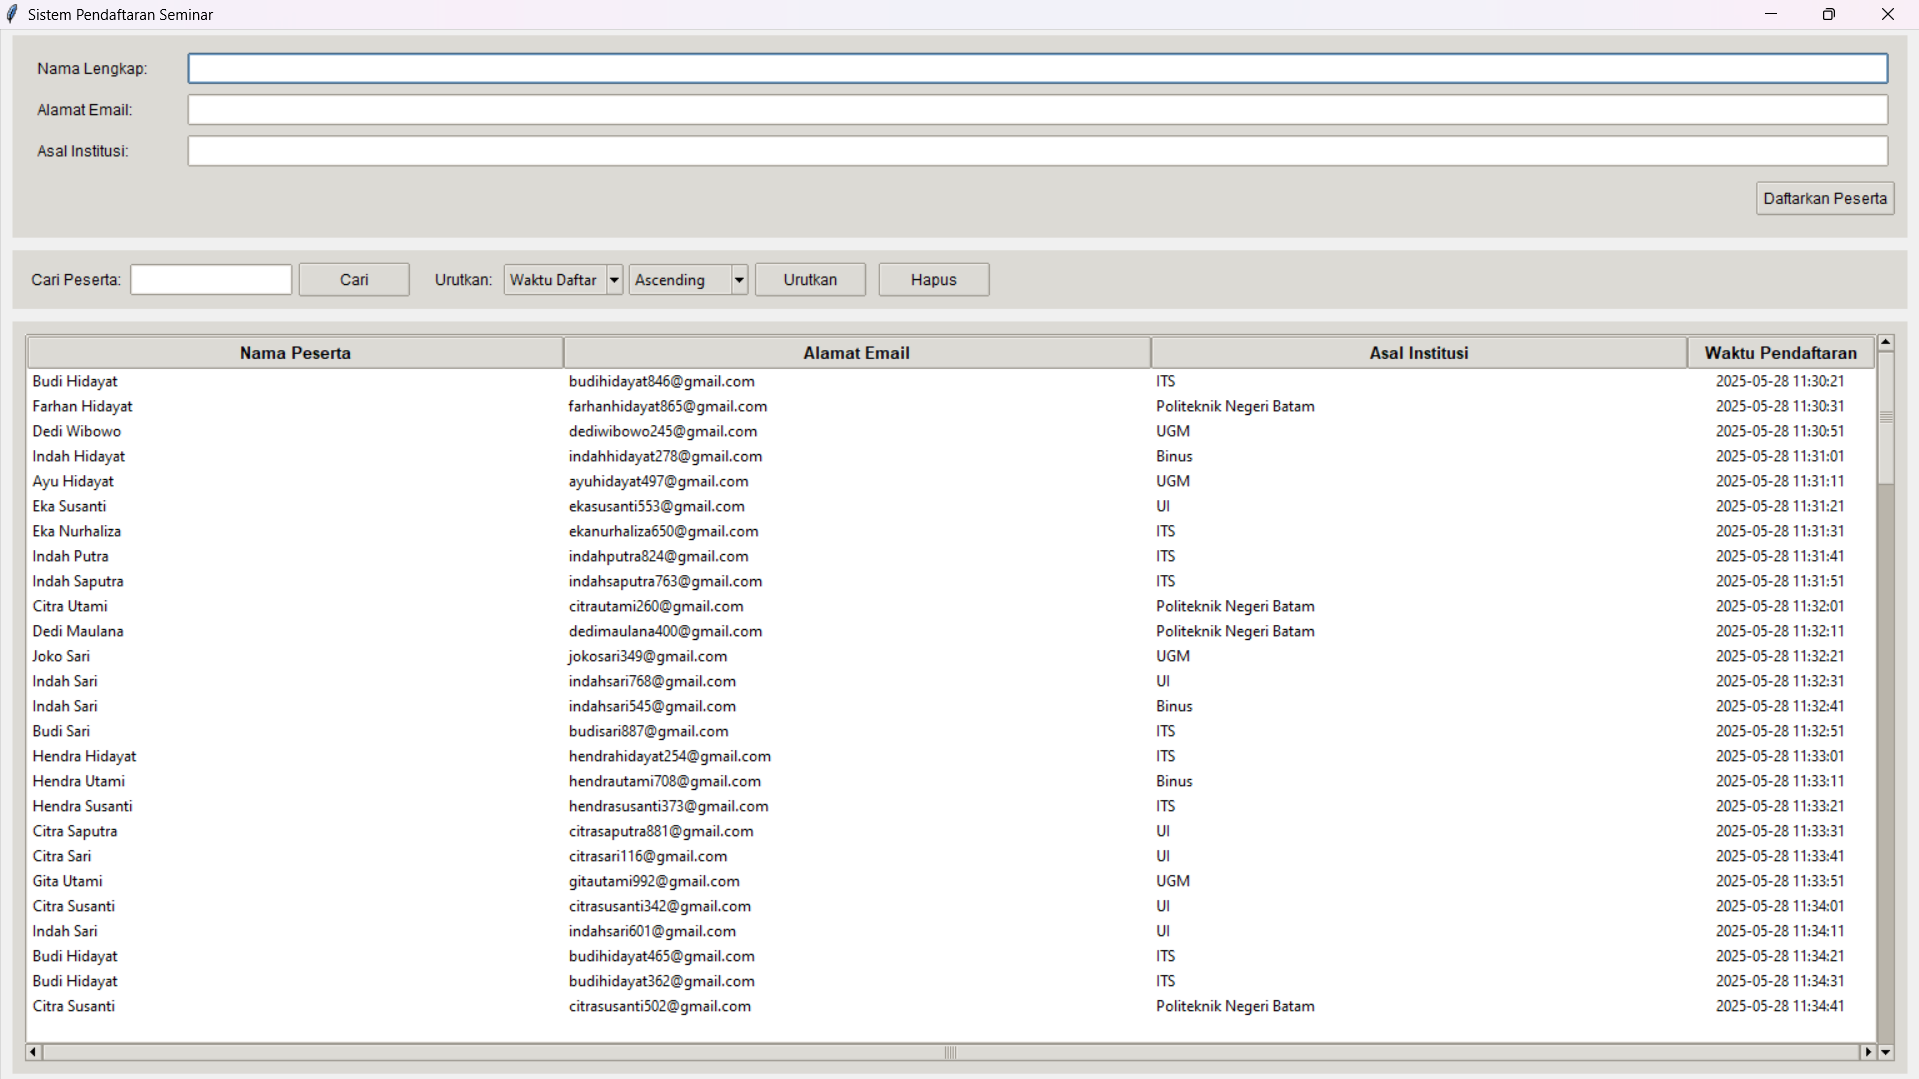 Sistem Pendaftaran Seminar
Nama Lengkap:
Alamat Email:
Asal Institusi:
Daftarkan Peserta
Cari Peserta: Cari Urutkan: Waktu Daftar Ascending Urutkan Hapus
Nama Peserta Alamat Email Asal Institusi Waktu Pendaftaran
Budi Hidayat budihidayat846@gmail.com ITS 2025-05-28 11:30:21
Farhan Hidayat farhanhidayat865@gmail.com Politeknik Negeri Batam 2025-05-28 11:30:31
Dedi Wibowo dediwibowo245@gmail.com UGM 2025-05-28 11:30:51
Indah Hidayat indahhidayat278@gmail.com Binus 2025-05-28 11:31:01
Ayu Hidayat ayuhidayat497@gmail.com UGM 2025-05-28 11:31:11
Eka Susanti ekasusanti553@gmail.com UI 2025-05-28 11:31:21
Eka Nurhaliza ekanurhaliza650@gmail.com ITS 2025-05-28 11:31:31
Indah Putra indahputra824@gmail.com ITS 2025-05-28 11:31:41
Indah Saputra indahsaputra763@gmail.com ITS 2025-05-28 11:31:51
Citra Utami citrautami260@gmail.com Politeknik Negeri Batam 2025-05-28 11:32:01
Dedi Maulana dedimaulana400@gmail.com Politeknik Negeri Batam 2025-05-28 11:32:11
Joko Sari jokosari349@gmail.com UGM 2025-05-28 11:32:21
Indah Sari indahsari768@gmail.com UI 2025-05-28 11:32:31
Indah Sari indahsari545@gmail.com Binus 2025-05-28 11:32:41
Budi Sari budisari887@gmail.com ITS 2025-05-28 11:32:51
Hendra Hidayat hendrahidayat254@gmail.com ITS 2025-05-28 11:33:01
Hendra Utami hendrautami708@gmail.com Binus 2025-05-28 11:33:11
Hendra Susanti hendrasusanti373@gmail.com ITS 2025-05-28 11:33:21
Citra Saputra citrasaputra881@gmail.com UI 2025-05-28 11:33:31
Citra Sari citrasari116@gmail.com UI 2025-05-28 11:33:41
Gita Utami gitautami992@gmail.com UGM 2025-05-28 11:33:51
Citra Susanti citrasusanti342@gmail.com UI 2025-05-28 11:34:01
Indah Sari indahsari601@gmail.com UI 2025-05-28 11:34:11
Budi Hidayat budihidayat465@gmail.com ITS 2025-05-28 11:34:21
Budi Hidayat budihidayat362@gmail.com ITS 2025-05-28 11:34:31
Citra Susanti citrasusanti502@gmail.com Politeknik Negeri Batam 2025-05-28 11:34:41